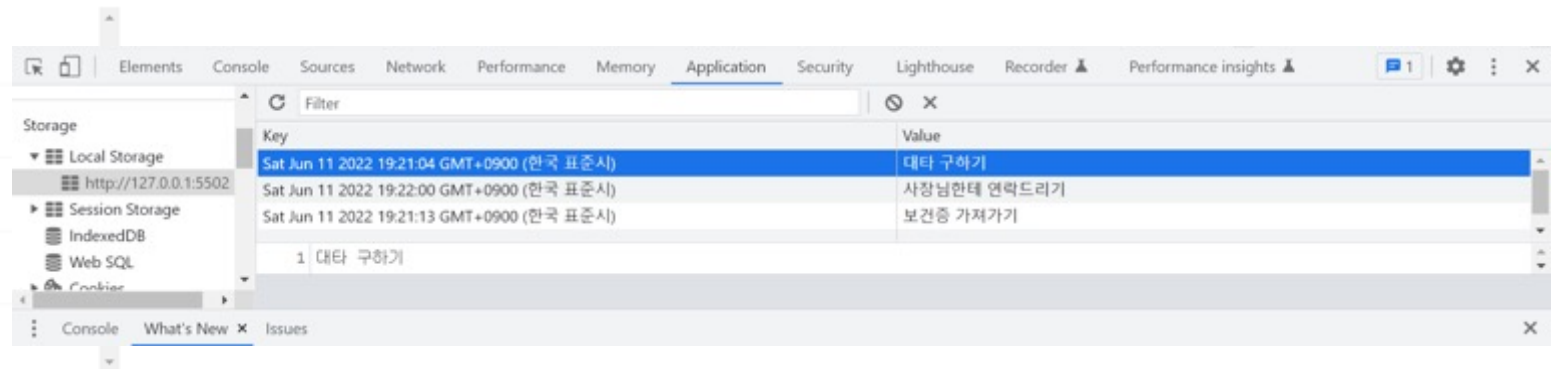 Elements Console Sources Network Performance Memory Application Security Lighthouse Recorder Performance insights 1
Filter
Storage
Key Value
Local Storage
Sat Jun 11 2022 19:21:04 GMT+0900 (한국 표준시) 대타 구하기
http://127.0.0.1:5502
Sat Jun 11 2022 19:22:00 GMT+0900 (한국 표준시) 사장님한테 연락드리기
Session Storage
Sat Jun 11 2022 19:21:13 GMT+0900 (한국 표준시) 보건증 가져가기
IndexedDB
1 대타 구하기
Web SQL
Cookies
Console What's New Issues